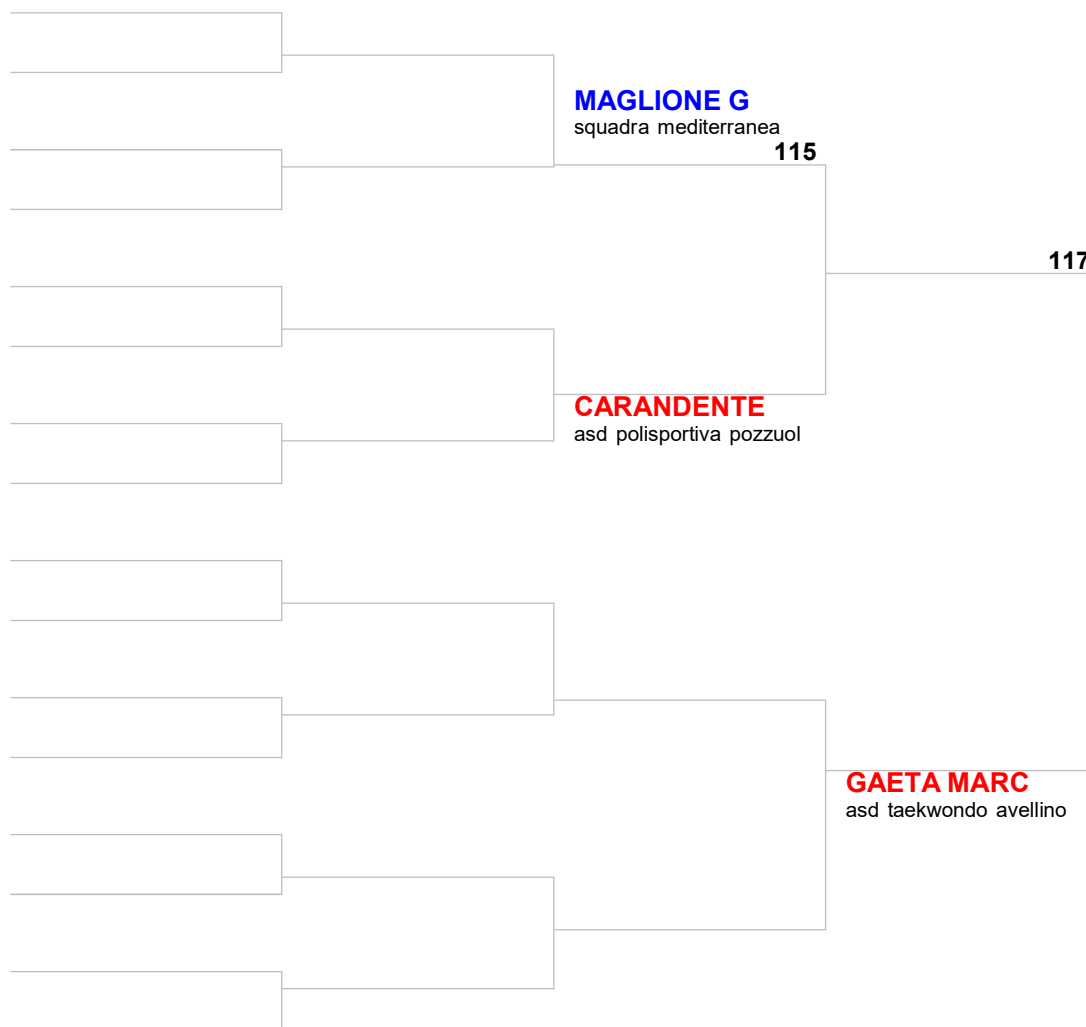 MAGLIONE G
squadra mediterranea
115
117
CARANDENTE
asd polisportiva pozzuol
GAETA MARC
asd taekwondo avellino